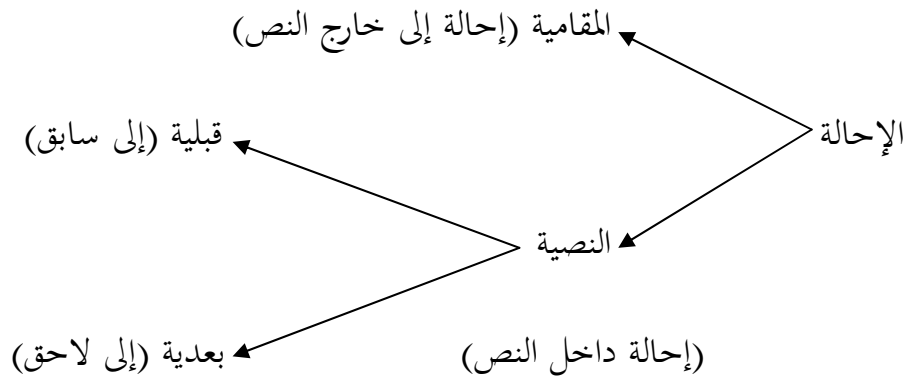 المقامية (إحالة إلى خارج النص)
الإحالة
قبلية (إلى سابق)
النصية
(إحالة داخل النص)
بعدية (إلى لاحق)